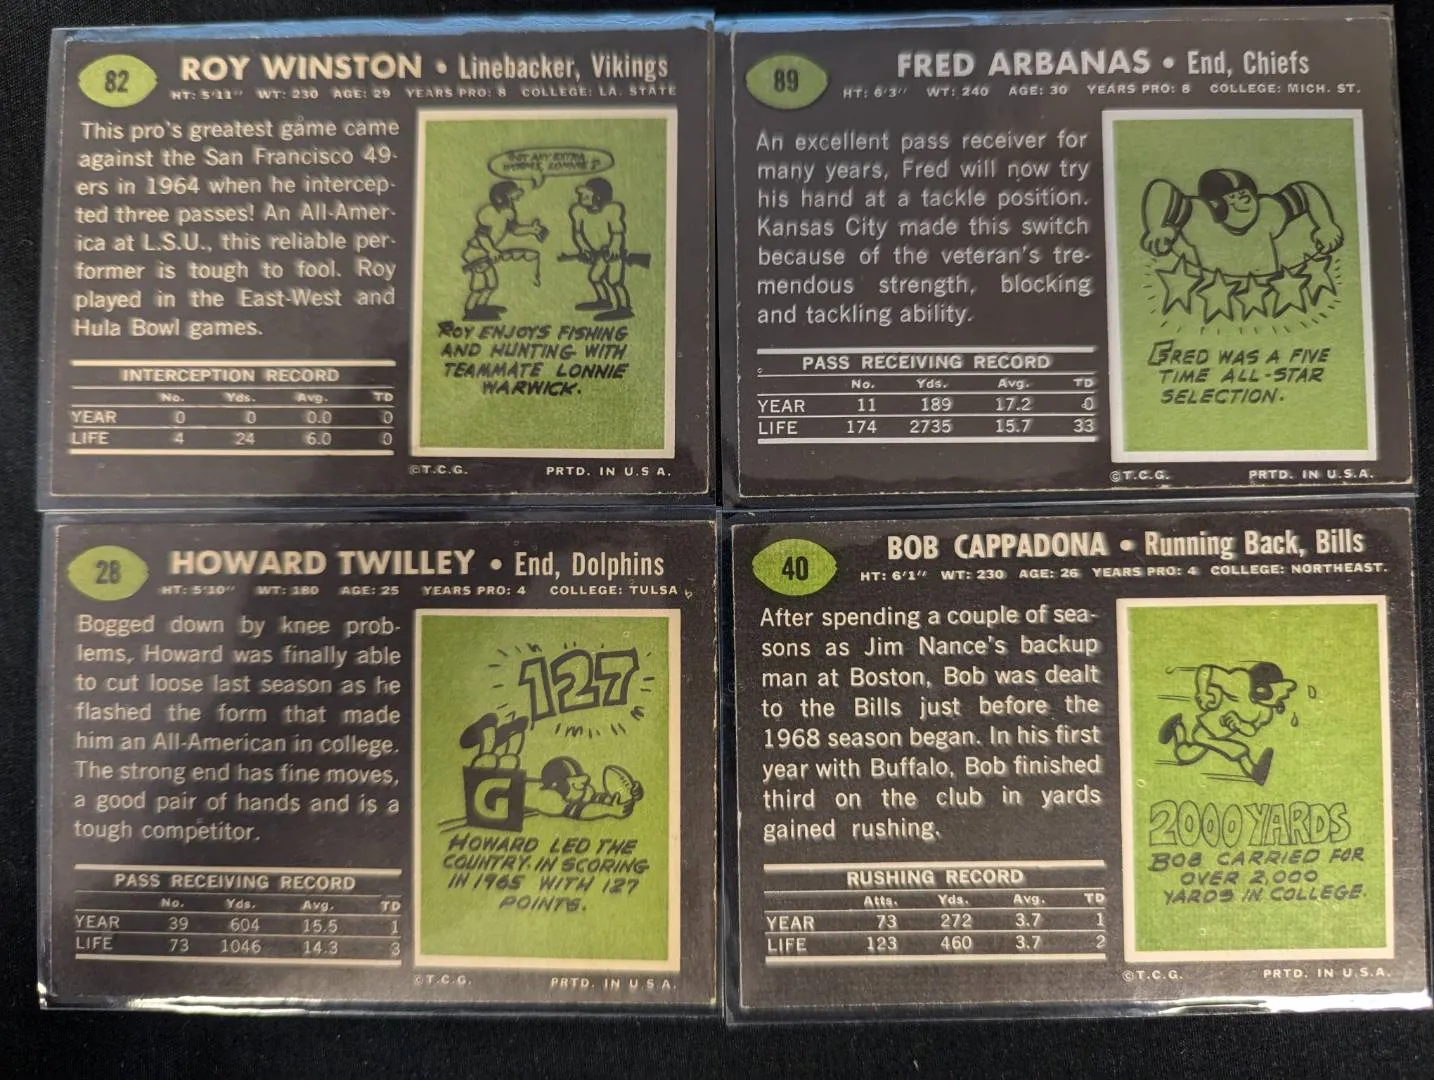 82
ROY WINSTON • Linebacker, Vikings
HT: 5'11" WT: 230 AGE: 29 YEARS PRO: 8 COLLEGE: LA. STATE
This pro's greatest game came
against the San Francisco 49-
ers in 1964 when he intercep-
ted three passes! An All-Amer-
ica at L.S.U., this reliable per-
former is tough to fool. Roy
played in the East-West and
Hula Bowl games.
INTERCEPTION RECORD
No. Yds. Avg. TD
YEAR 0 0 0.0 0
LIFE 4 24 6.0 0
GOT ANY EXTRA
WORMS, LONNIE?
ROY ENJOYS FISHING
AND HUNTING WITH
TEAMMATE LONNIE
WARWICK.
©T.C.G. PRTD. IN U.S.A.
89
FRED ARBANAS • End, Chiefs
HT: 6'3" WT: 240 AGE: 30 YEARS PRO: 8 COLLEGE: MICH. ST.
An excellent pass receiver for
many years, Fred will now try
his hand at a tackle position.
Kansas City made this switch
because of the veteran's tre-
mendous strength, blocking
and tackling ability.
PASS RECEIVING RECORD
No. Yds. Avg. TD
YEAR 11 189 17.2 0
LIFE 174 2735 15.7 33
FRED WAS A FIVE
TIME ALL-STAR
SELECTION.
©T.C.G. PRTD. IN U.S.A.
28
HOWARD TWILLEY • End, Dolphins
HT: 5'10" WT: 180 AGE: 25 YEARS PRO: 4 COLLEGE: TULSA
Bogged down by knee prob-
lems, Howard was finally able
to cut loose last season as he
flashed the form that made
him an All-American in college.
The strong end has fine moves,
a good pair of hands and is a
tough competitor.
PASS RECEIVING RECORD
No. Yds. Avg. TD
YEAR 39 604 15.5 1
LIFE 73 1046 14.3 3
127
G
HOWARD LED THE
COUNTRY IN SCORING
IN 1965 WITH 127
POINTS.
©T.C.G. PRTD. IN U.S.A.
40
BOB CAPPADONA • Running Back, Bills
HT: 6'1" WT: 230 AGE: 26 YEARS PRO: 4 COLLEGE: NORTHEAST.
After spending a couple of sea-
sons as Jim Nance's backup
man at Boston, Bob was dealt
to the Bills just before the
1968 season began. In his first
year with Buffalo, Bob finished
third on the club in yards
gained rushing.
RUSHING RECORD
Atts. Yds. Avg. TD
YEAR 73 272 3.7 1
LIFE 123 460 3.7 2
2000 YARDS
BOB CARRIED FOR
OVER 2,000
YARDS IN COLLEGE.
©T.C.G. PRTD. IN U.S.A.